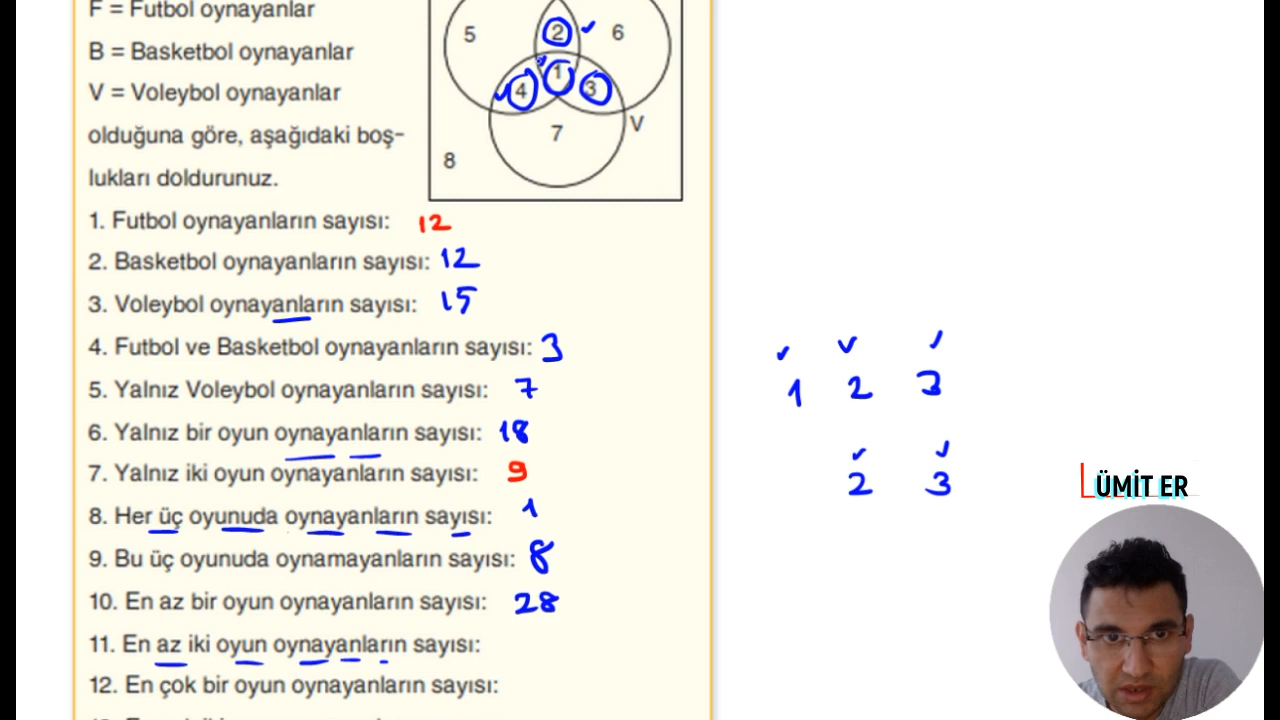 F = Futbol oynayanlar
B = Basketbol oynayanlar
V = Voleybol oynayanlar
olduğuna göre, aşağıdaki boş-
lukları doldurunuz.
5 2 6
4 1 3
7 V
8
1. Futbol oynayanların sayısı: 12
2. Basketbol oynayanların sayısı: 12
3. Voleybol oynayanların sayısı: 15
4. Futbol ve Basketbol oynayanların sayısı: 3
5. Yalnız Voleybol oynayanların sayısı: 7
6. Yalnız bir oyun oynayanların sayısı: 18
7. Yalnız iki oyun oynayanların sayısı: 9
8. Her üç oyunuda oynayanların sayısı: 1
9. Bu üç oyunuda oynamayanların sayısı: 8
10. En az bir oyun oynayanların sayısı: 28
11. En az iki oyun oynayanların sayısı:
12. En çok bir oyun oynayanların sayısı:
1 2 3
2 3
ÜMİT ER